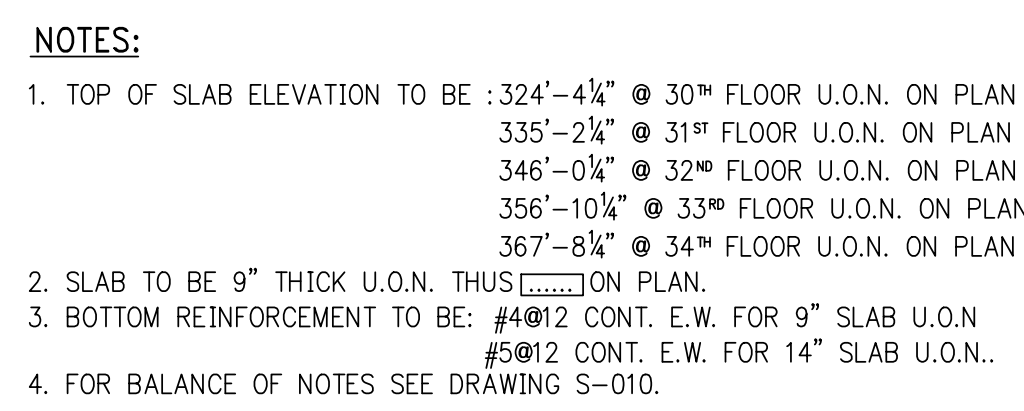 NOTES:
1. TOP OF SLAB ELEVATION TO BE :324'-4¼" @ 30TH FLOOR U.O.N. ON PLAN
335'-2¼" @ 31ST FLOOR U.O.N. ON PLAN
346'-0¼" @ 32ND FLOOR U.O.N. ON PLAN
356'-10¼" @ 33RD FLOOR U.O.N. ON PLAN
367'-8¼" @ 34TH FLOOR U.O.N. ON PLAN
2. SLAB TO BE 9" THICK U.O.N. THUS [......] ON PLAN.
3. BOTTOM REINFORCEMENT TO BE: #4@12 CONT. E.W. FOR 9" SLAB U.O.N
#5@12 CONT. E.W. FOR 14" SLAB U.O.N..
4. FOR BALANCE OF NOTES SEE DRAWING S-010.